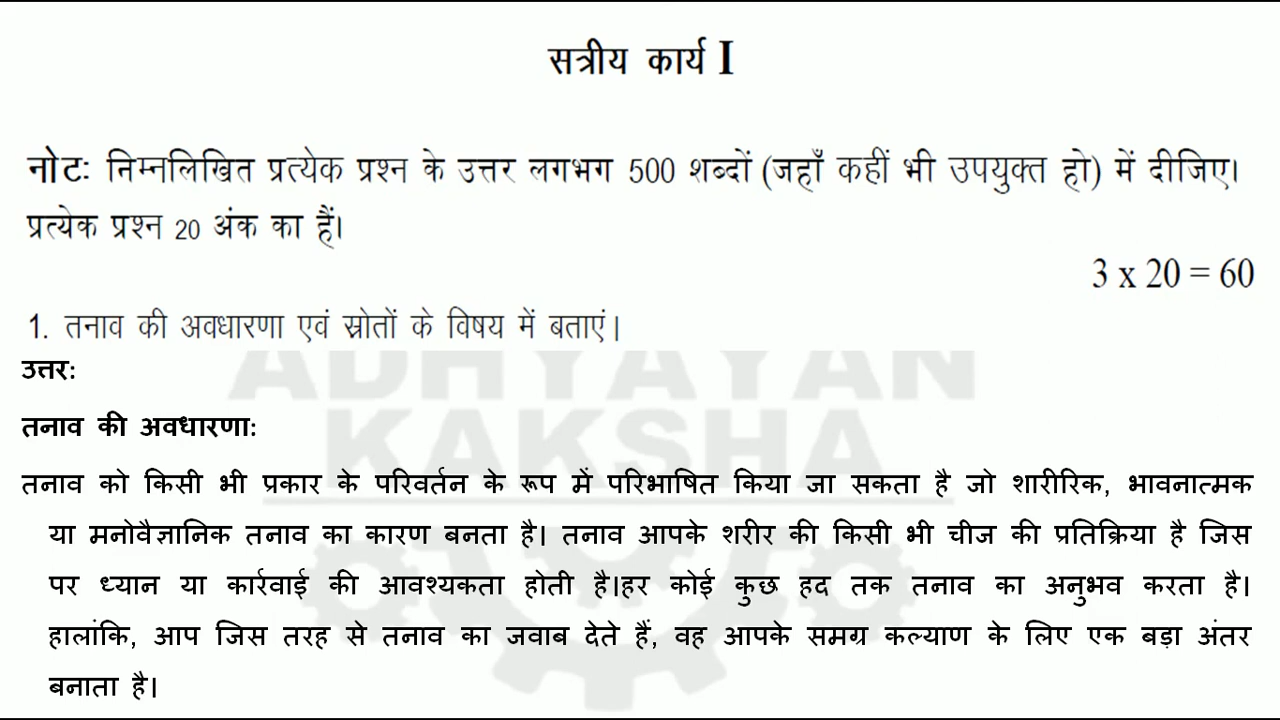 सत्रीय कार्य I
नोटः निम्नलिखित प्रत्येक प्रश्न के उत्तर लगभग 500 शब्दों (जहाँ कहीं भी उपयुक्त हो) में दीजिए।
प्रत्येक प्रश्न 20 अंक का हैं।
3 x 20 = 60
1. तनाव की अवधारणा एवं स्रोतों के विषय में बताएं।
ADHYAYAN
उत्तर:
KAKSHA
तनाव की अवधारणा:
तनाव को किसी भी प्रकार के परिवर्तन के रूप में परिभाषित किया जा सकता है जो शारीरिक, भावनात्मक
या मनोवैज्ञानिक तनाव का कारण बनता है। तनाव आपके शरीर की किसी भी चीज की प्रतिक्रिया है जिस
पर ध्यान या कार्रवाई की आवश्यकता होती है।हर कोई कुछ हद तक तनाव का अनुभव करता है।
हालांकि, आप जिस तरह से तनाव का जवाब देते हैं, वह आपके समग्र कल्याण के लिए एक बड़ा अंतर
बनाता है।